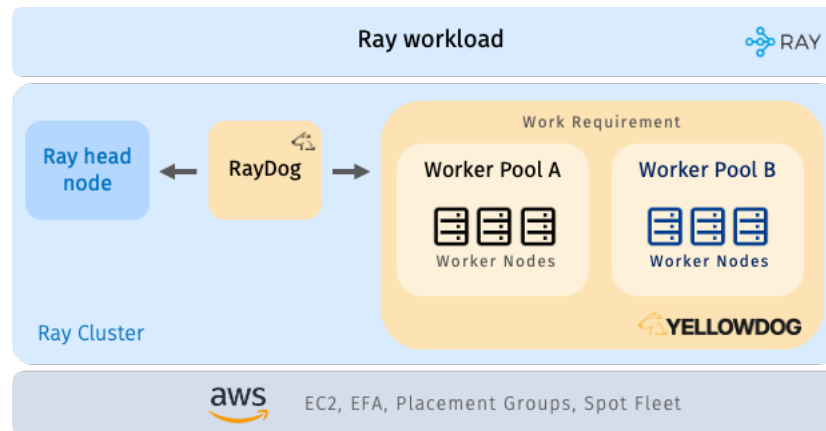 Ray workload
RAY
Work Requirement
Ray head
node
RayDog
Worker Pool A
Worker Pool B
Worker Nodes
Worker Nodes
Ray Cluster
YELLOWDOG
aws
EC2, EFA, Placement Groups, Spot Fleet